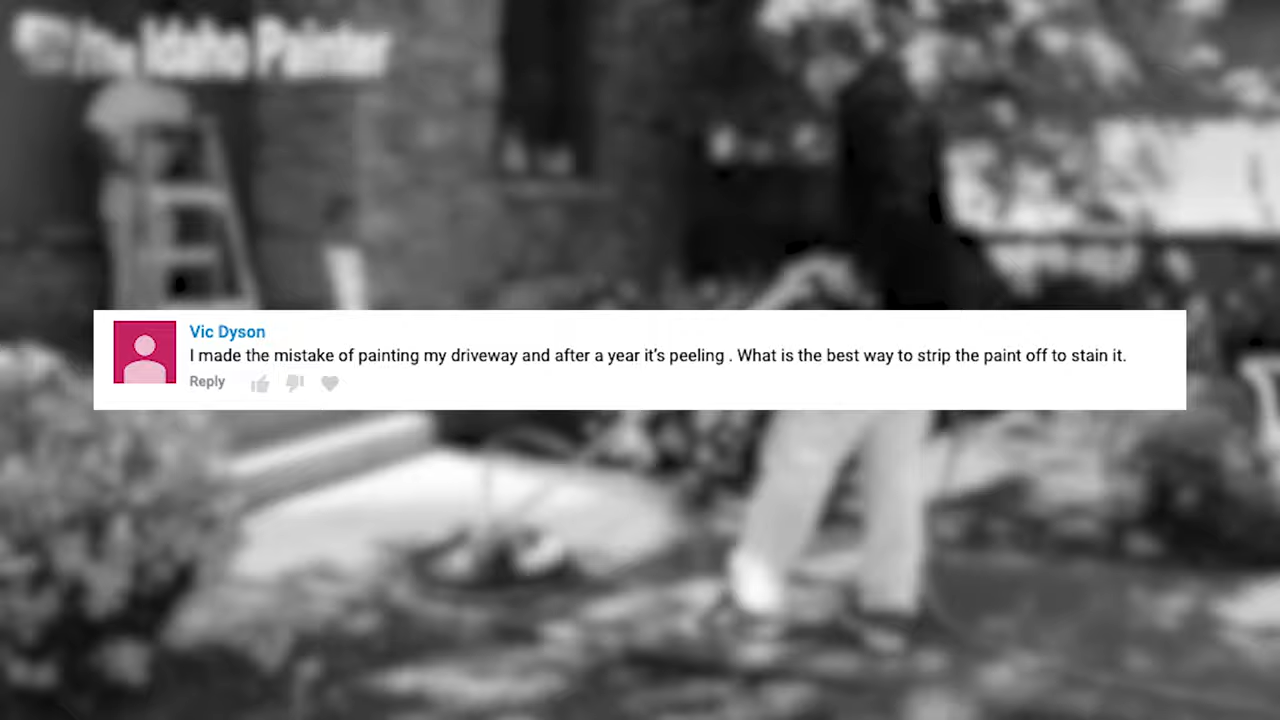 The Idaho Painter
Vic Dyson
I made the mistake of painting my driveway and after a year it's peeling . What is the best way to strip the paint off to stain it.
Reply